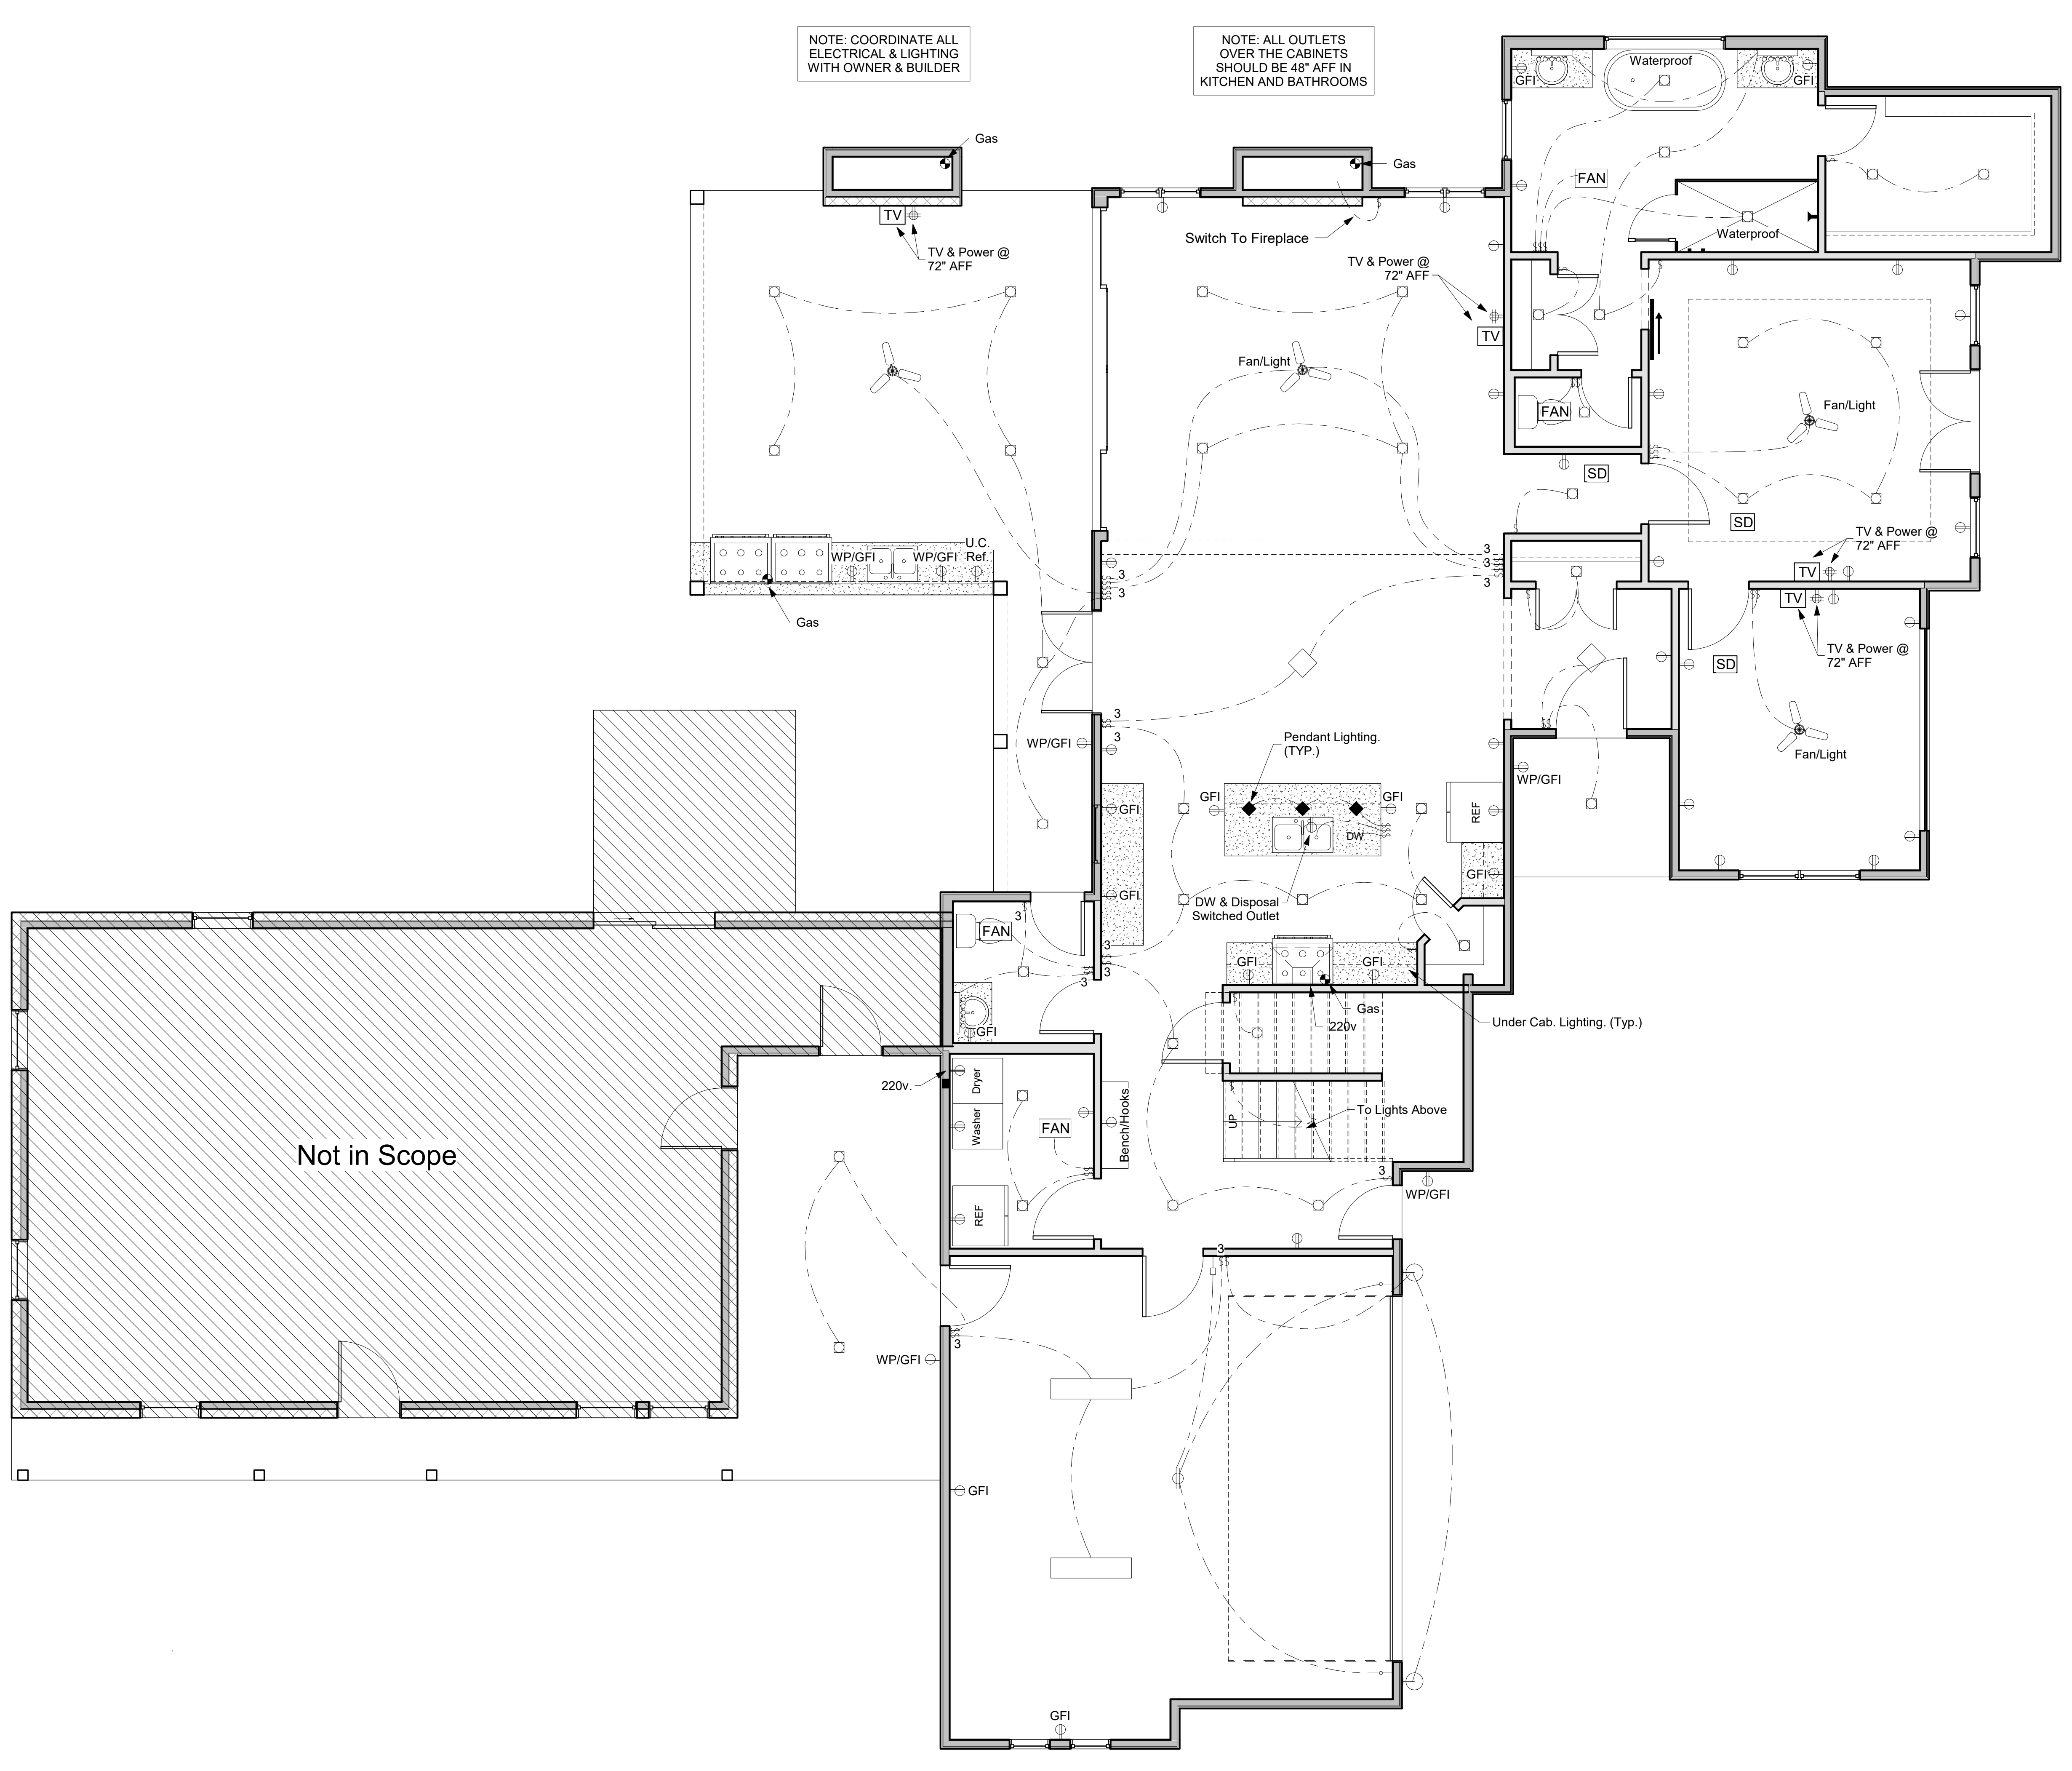 NOTE: COORDINATE ALL
ELECTRICAL & LIGHTING
WITH OWNER & BUILDER
NOTE: ALL OUTLETS
OVER THE CABINETS
SHOULD BE 48" AFF IN
KITCHEN AND BATHROOMS
Waterproof
GFI
GFI
Gas
Gas
FAN
TV
Waterproof
Switch To Fireplace
TV & Power @
72" AFF
TV & Power @
72" AFF
TV
Fan/Light
FAN
Fan/Light
SD
SD
TV & Power @
72" AFF
TV
U.C.
Ref.
WP/GFI
WP/GFI
3
3
3
3
3
TV
Gas
TV & Power @
72" AFF
SD
3
3
WP/GFI
Pendant Lighting.
(TYP.)
Fan/Light
WP/GFI
GFI
GFI
GFI
REF
DW
GFI
GFI
DW & Disposal
Switched Outlet
3
FAN
3
3
3
GFI
GFI
Gas
220v
Under Cab. Lighting. (Typ.)
GFI
220v.
Dryer
Washer
FAN
Bench/Hooks
UP
To Lights Above
Not in Scope
3
WP/GFI
REF
3
3
WP/GFI
GFI
GFI